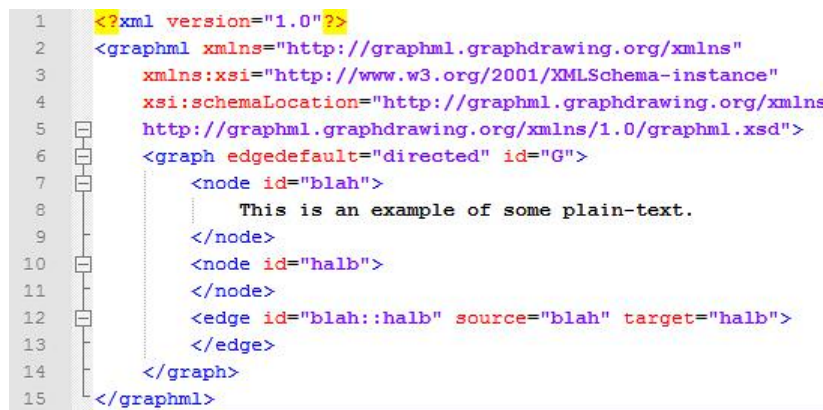 1 <?xml version="1.0"?>
2 <graphml xmlns="http://graphml.graphdrawing.org/xmlns"
3 xmlns:xsi="http://www.w3.org/2001/XMLSchema-instance"
4 xsi:schemaLocation="http://graphml.graphdrawing.org/xmlns
5 http://graphml.graphdrawing.org/xmlns/1.0/graphml.xsd">
6 <graph edgedefault="directed" id="G">
7 <node id="blah">
8 This is an example of some plain-text.
9 </node>
10 <node id="halb">
11 </node>
12 <edge id="blah::halb" source="blah" target="halb">
13 </edge>
14 </graph>
15 </graphml>